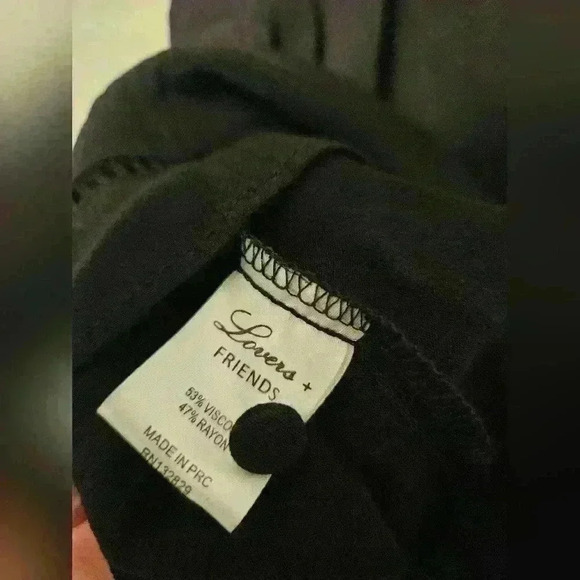 Lovers +
FRIENDS
53% VISCO
47% RAYON
MADE IN PRC
RN132829